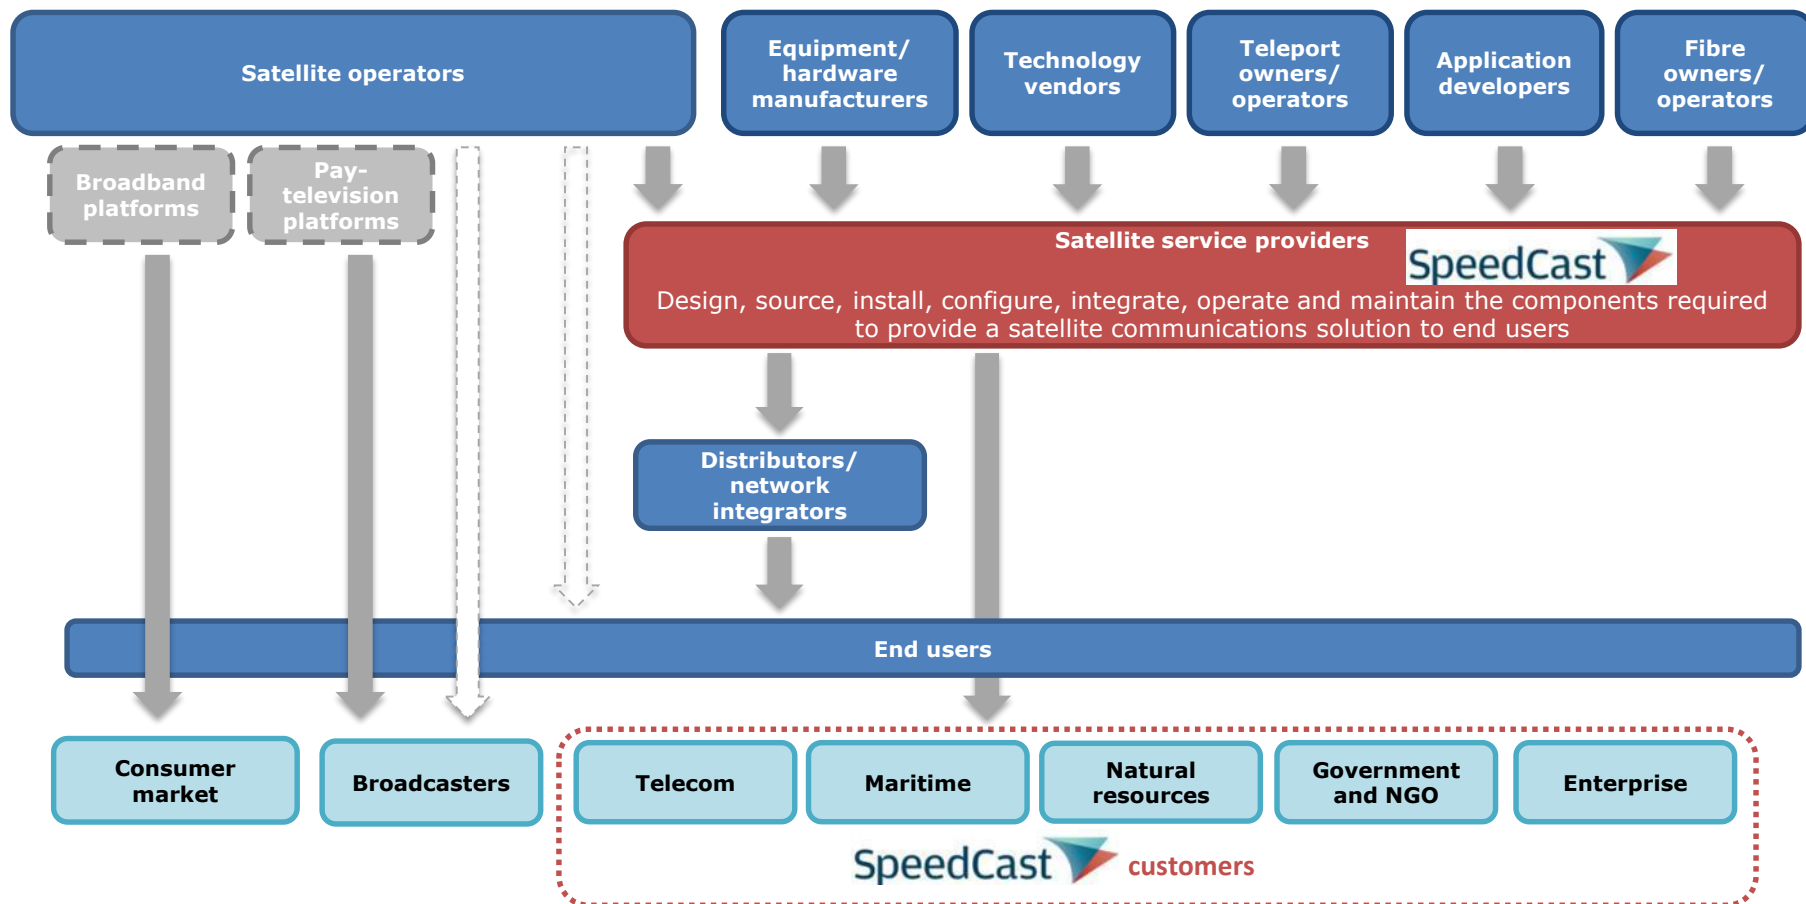 Satellite operators
Equipment/
hardware
manufacturers
Technology
vendors
Teleport
owners/
operators
Application
developers
Fibre
owners/
operators
Broadband
platforms
Pay-
television
platforms
Satellite service providers
SpeedCast
Design, source, install, configure, integrate, operate and maintain the components required
to provide a satellite communications solution to end users
Distributors/
network
integrators
End users
Consumer
market
Broadcasters
Telecom
Maritime
Natural
resources
Government
and NGO
Enterprise
SpeedCast customers